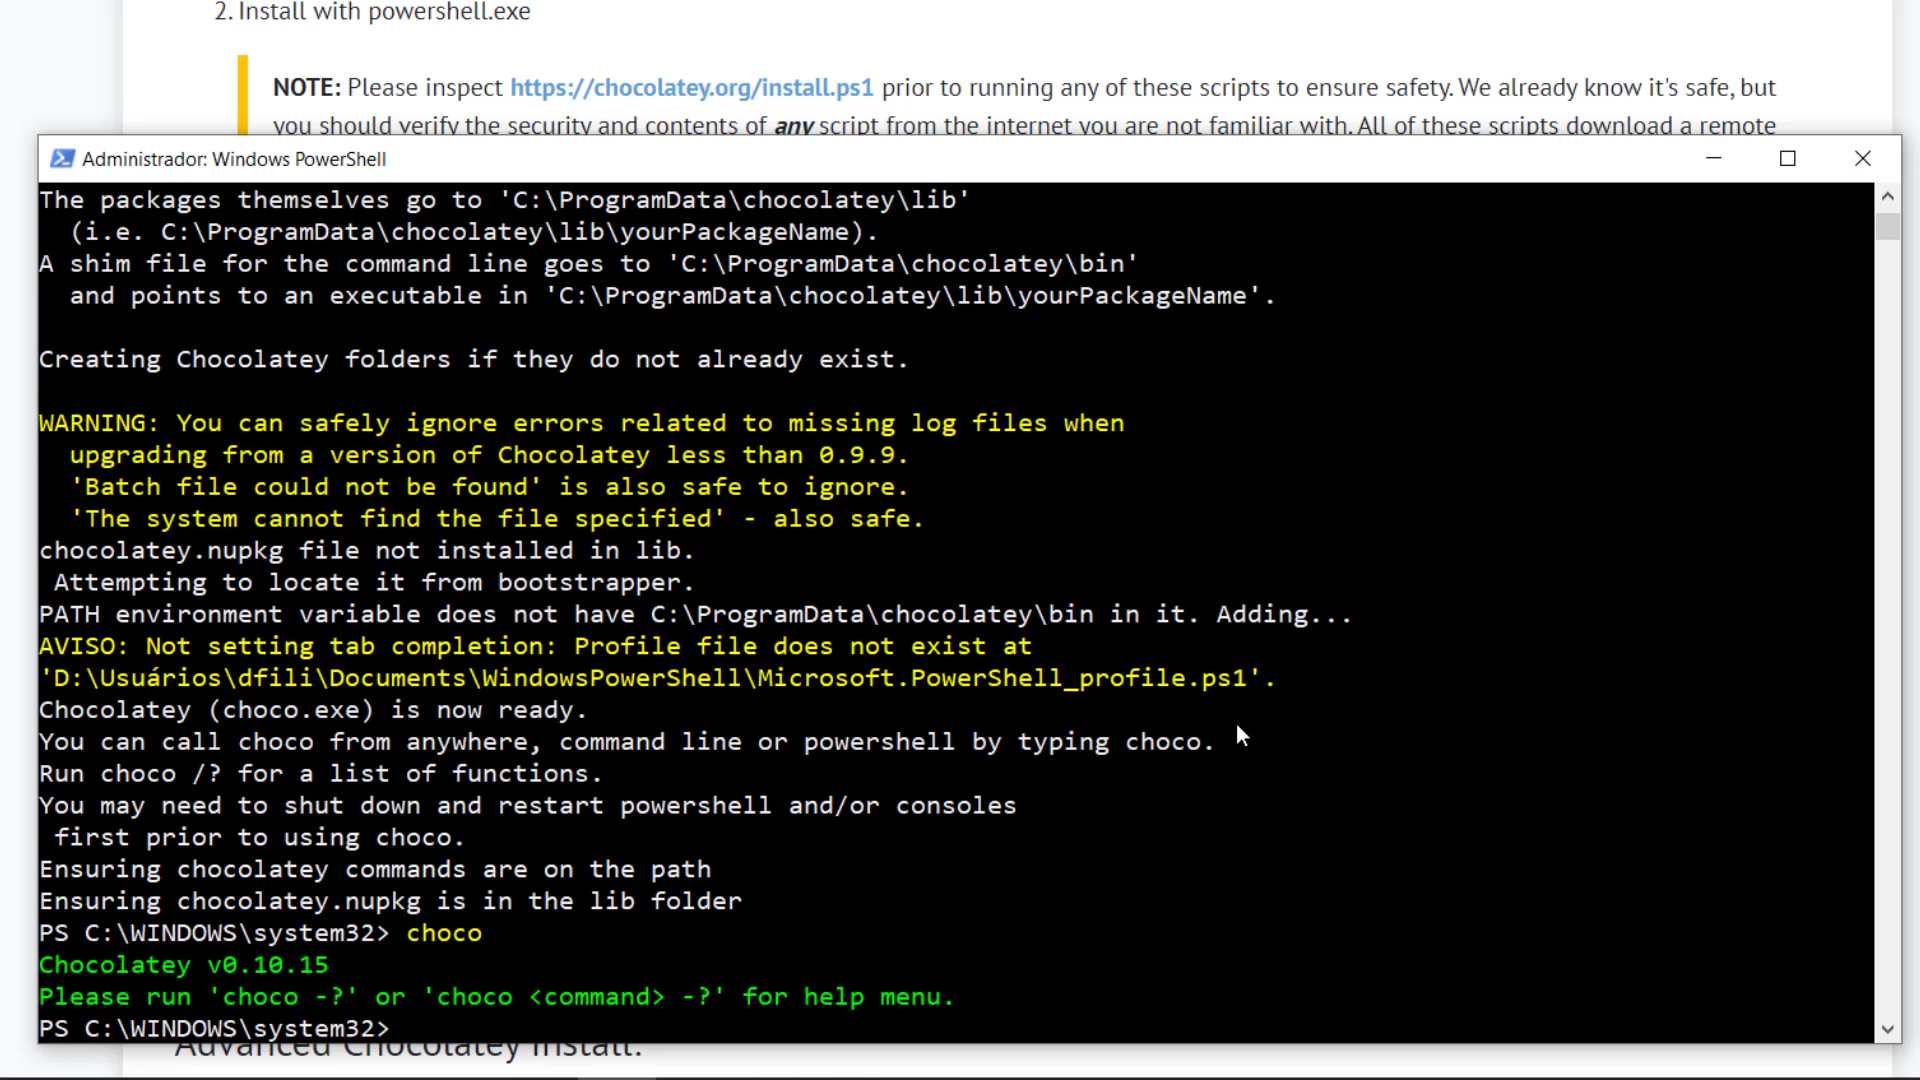 2. Install with powershell.exe
NOTE: Please inspect https://chocolatey.org/install.ps1 prior to running any of these scripts to ensure safety. We already know it's safe, but
you should verify the security and contents of any script from the internet you are not familiar with. All of these scripts download a remote
Administrador: Windows PowerShell
The packages themselves go to 'C:\ProgramData\chocolatey\lib'
  (i.e. C:\ProgramData\chocolatey\lib\yourPackageName).
A shim file for the command line goes to 'C:\ProgramData\chocolatey\bin'
  and points to an executable in 'C:\ProgramData\chocolatey\lib\yourPackageName'.
Creating Chocolatey folders if they do not already exist.
WARNING: You can safely ignore errors related to missing log files when
  upgrading from a version of Chocolatey less than 0.9.9.
  'Batch file could not be found' is also safe to ignore.
  'The system cannot find the file specified' - also safe.
chocolatey.nupkg file not installed in lib.
 Attempting to locate it from bootstrapper.
PATH environment variable does not have C:\ProgramData\chocolatey\bin in it. Adding...
AVISO: Not setting tab completion: Profile file does not exist at
'D:\Usuários\dfili\Documents\WindowsPowerShell\Microsoft.PowerShell_profile.ps1'.
Chocolatey (choco.exe) is now ready.
You can call choco from anywhere, command line or powershell by typing choco.
Run choco /? for a list of functions.
You may need to shut down and restart powershell and/or consoles
 first prior to using choco.
Ensuring chocolatey commands are on the path
Ensuring chocolatey.nupkg is in the lib folder
PS C:\WINDOWS\system32> choco
Chocolatey v0.10.15
Please run 'choco -?' or 'choco <command> -?' for help menu.
PS C:\WINDOWS\system32>
Advanced Chocolatey Install: